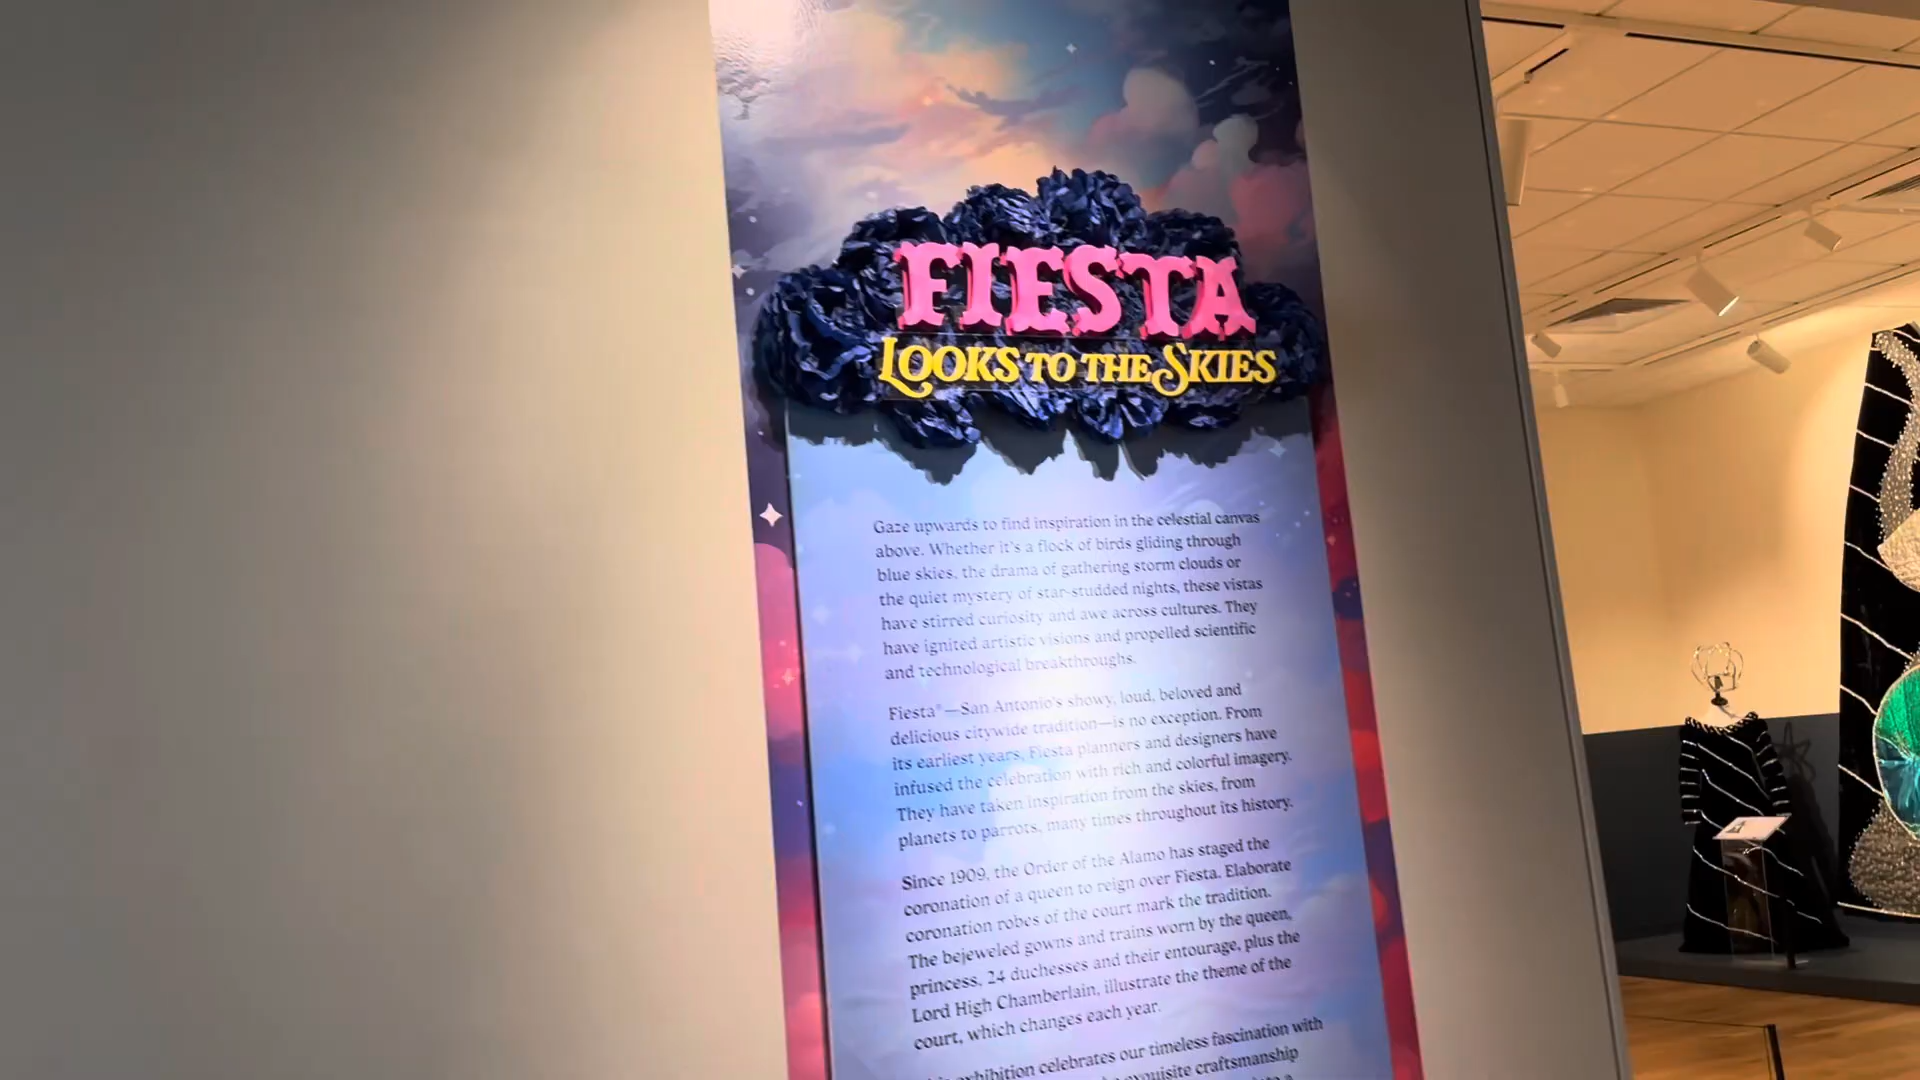 FIESTA
LOOKS TO THE SKIES
Gaze upwards to find inspiration in the celestial canvas
above. Whether it's a flock of birds gliding through
blue skies, the drama of gathering storm clouds or
the quiet mystery of star-studded nights, these vistas
have stirred curiosity and awe across cultures. They
have ignited artistic visions and propelled scientific
and technological breakthroughs.
Fiesta®—San Antonio's showy, loud, beloved and
delicious citywide tradition—is no exception. From
its earliest years, Fiesta planners and designers have
infused the celebration with rich and colorful imagery.
They have taken inspiration from the skies, from
planets to parrots, many times throughout its history.
Since 1909, the Order of the Alamo has staged the
coronation of a queen to reign over Fiesta. Elaborate
coronation robes of the court mark the tradition.
The bejeweled gowns and trains worn by the queen,
princess, 24 duchesses and their entourage, plus the
Lord High Chamberlain, illustrate the theme of the
court, which changes each year.
exhibition celebrates our timeless fascination with
exquisite craftsmanship